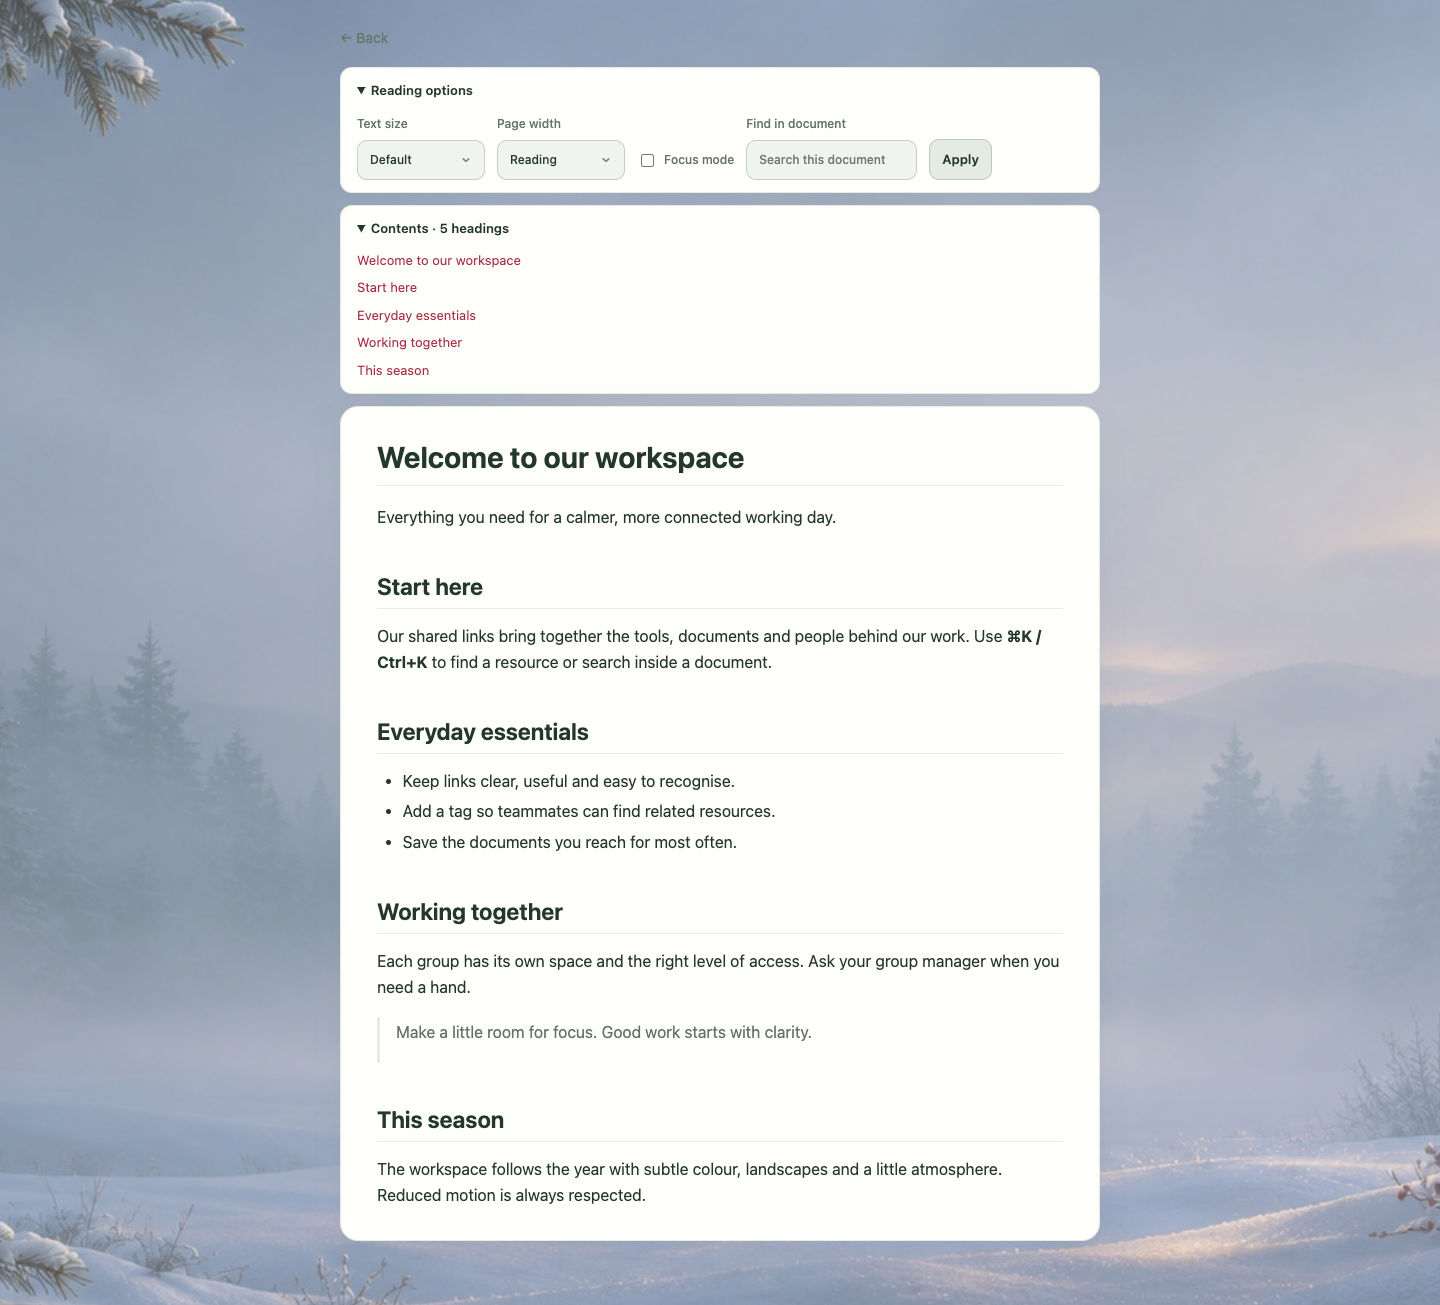 ← Back
▼ Reading options
Text size
Page width
Find in document
Default
Reading
Focus mode
Search this document
Apply
▼ Contents · 5 headings
Welcome to our workspace
Start here
Everyday essentials
Working together
This season
Welcome to our workspace
Everything you need for a calmer, more connected working day.
Start here
Our shared links bring together the tools, documents and people behind our work. Use ⌘K /
Ctrl+K to find a resource or search inside a document.
Everyday essentials
• Keep links clear, useful and easy to recognise.
• Add a tag so teammates can find related resources.
• Save the documents you reach for most often.
Working together
Each group has its own space and the right level of access. Ask your group manager when you
need a hand.
Make a little room for focus. Good work starts with clarity.
This season
The workspace follows the year with subtle colour, landscapes and a little atmosphere.
Reduced motion is always respected.